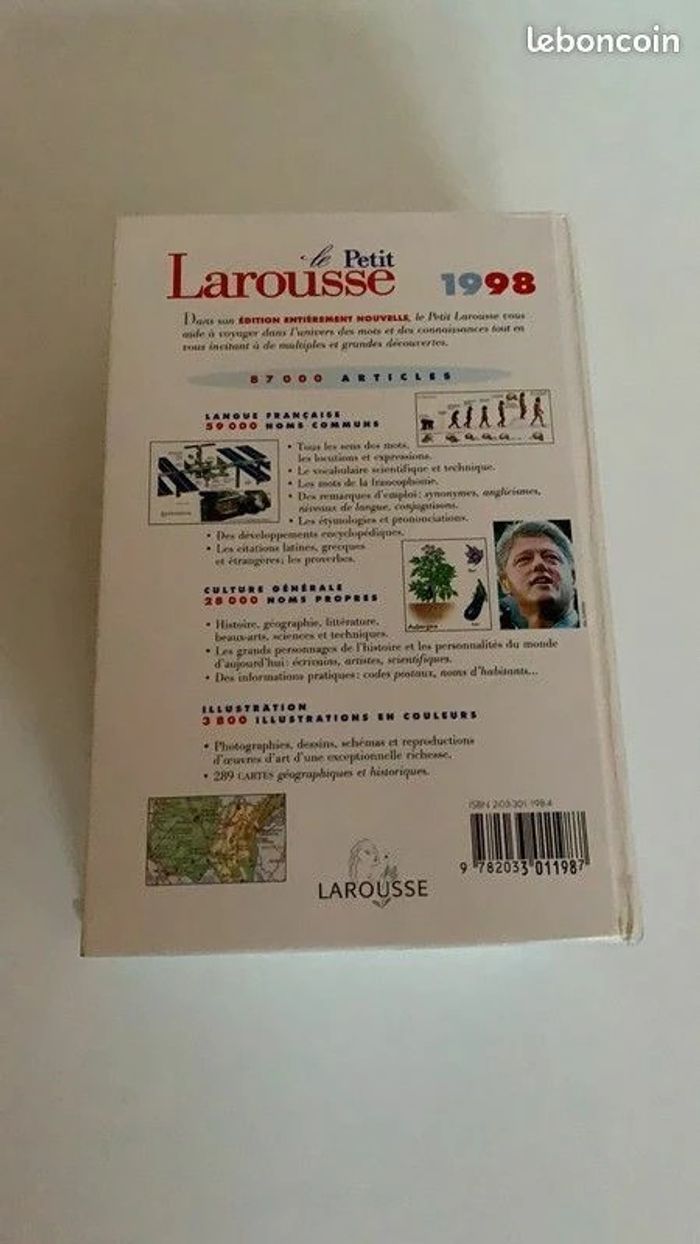 leboncoin
le Petit
Larousse 1998
Dans son ÉDITION ENTIÈREMENT NOUVELLE, le Petit Larousse vous
aide à voyager dans l'univers des mots et des connaissances tout en
vous invitant à de multiples et grandes découvertes.
87 000 ARTICLES
LANGUE FRANÇAISE
59 000 NOMS COMMUNS
• Tous les sens des mots,
les locutions et expressions.
• Le vocabulaire scientifique et technique.
• Les mots de la francophonie.
• Des remarques d'emploi : synonymes, anglicismes,
niveaux de langue, conjugaisons.
• Les étymologies et prononciations.
• Des développements encyclopédiques.
• Les citations latines, grecques
et étrangères ; les proverbes.
Aubergine
CULTURE GÉNÉRALE
28 000 NOMS PROPRES
• Histoire, géographie, littérature,
beaux-arts, sciences et techniques.
• Les grands personnages de l'histoire et les personnalités du monde
d'aujourd'hui : écrivains, artistes, scientifiques.
• Des informations pratiques : codes postaux, noms d'habitants...
ILLUSTRATION
3 800 ILLUSTRATIONS EN COULEURS
• Photographies, dessins, schémas et reproductions
d'œuvres d'art d'une exceptionnelle richesse.
• 289 CARTES géographiques et historiques.
ISBN 2-03-301 198-4
9 782033 011987
LAROUSSE